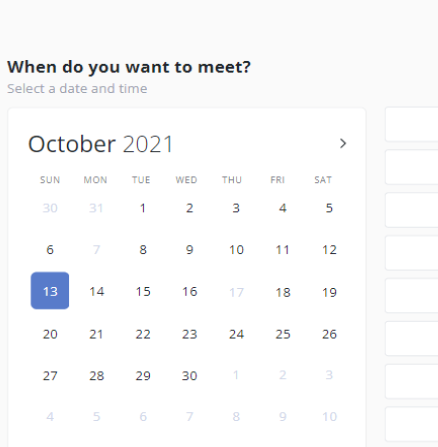 When do you want to meet?
Select a date and time
October 2021 >
SUN MON TUE WED THU FRI SAT
30 31 1 2 3 4 5
6 7 8 9 10 11 12
13 14 15 16 17 18 19
20 21 22 23 24 25 26
27 28 29 30 1 2 3
4 5 6 7 8 9 10